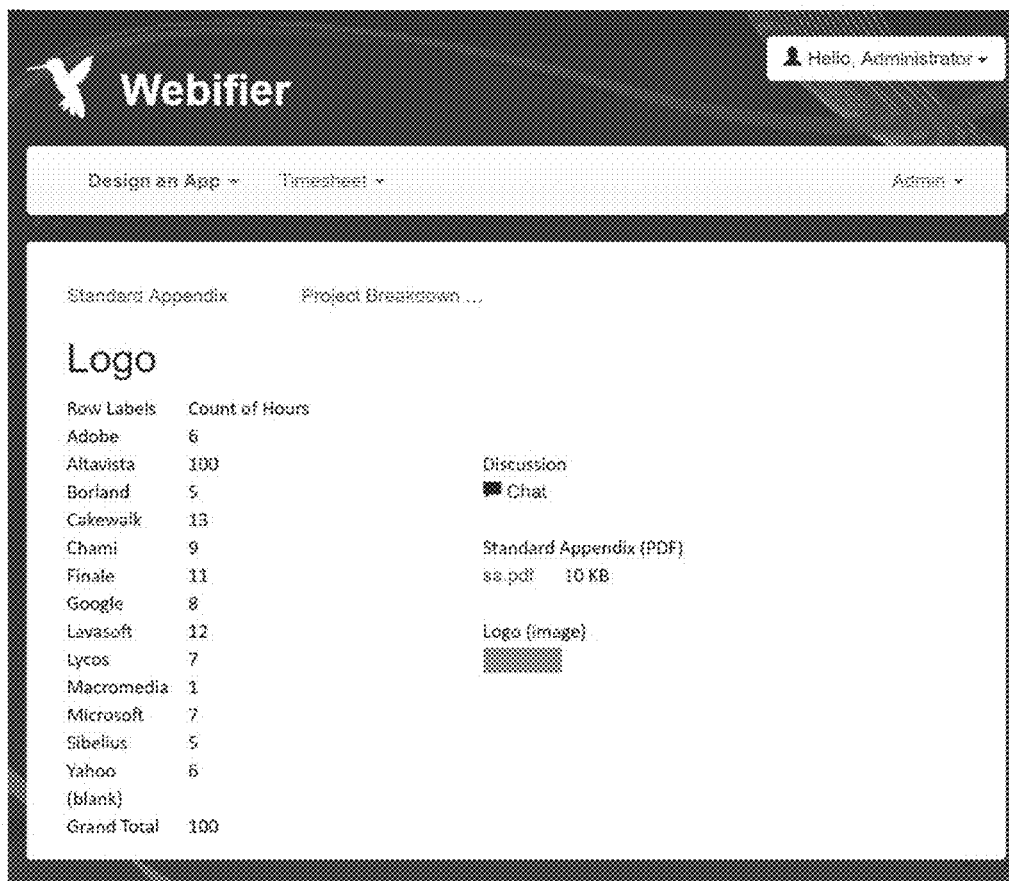 Hello, Administrator
Webifier
Design an App Timesheet Admin
Standard Appendix Project Breakdown ...
Logo
Row Labels Count of Hours
Adobe 6
Altavista 100 Discussion
Borland 5 Chat
Cakewalk 13
Chami 9 Standard Appendix (PDF)
Finale 11 sa.pdf 10 KB
Google 8
Lavasoft 12 Logo (image)
Lycos 7
Macromedia 1
Microsoft 7
Sibelius 5
Yahoo 6
(blank)
Grand Total 100